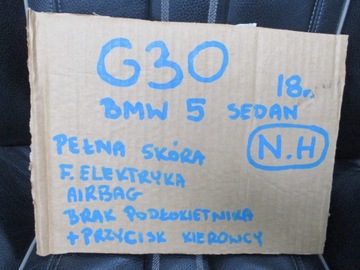 G30
18r.
BMW 5 SEDAN
N.H
PEŁNA SKÓRA
F. ELEKTRYKA
AIRBAG
BRAK PODŁOKIETNIKA
+ PRZYCISK KIEROWCY